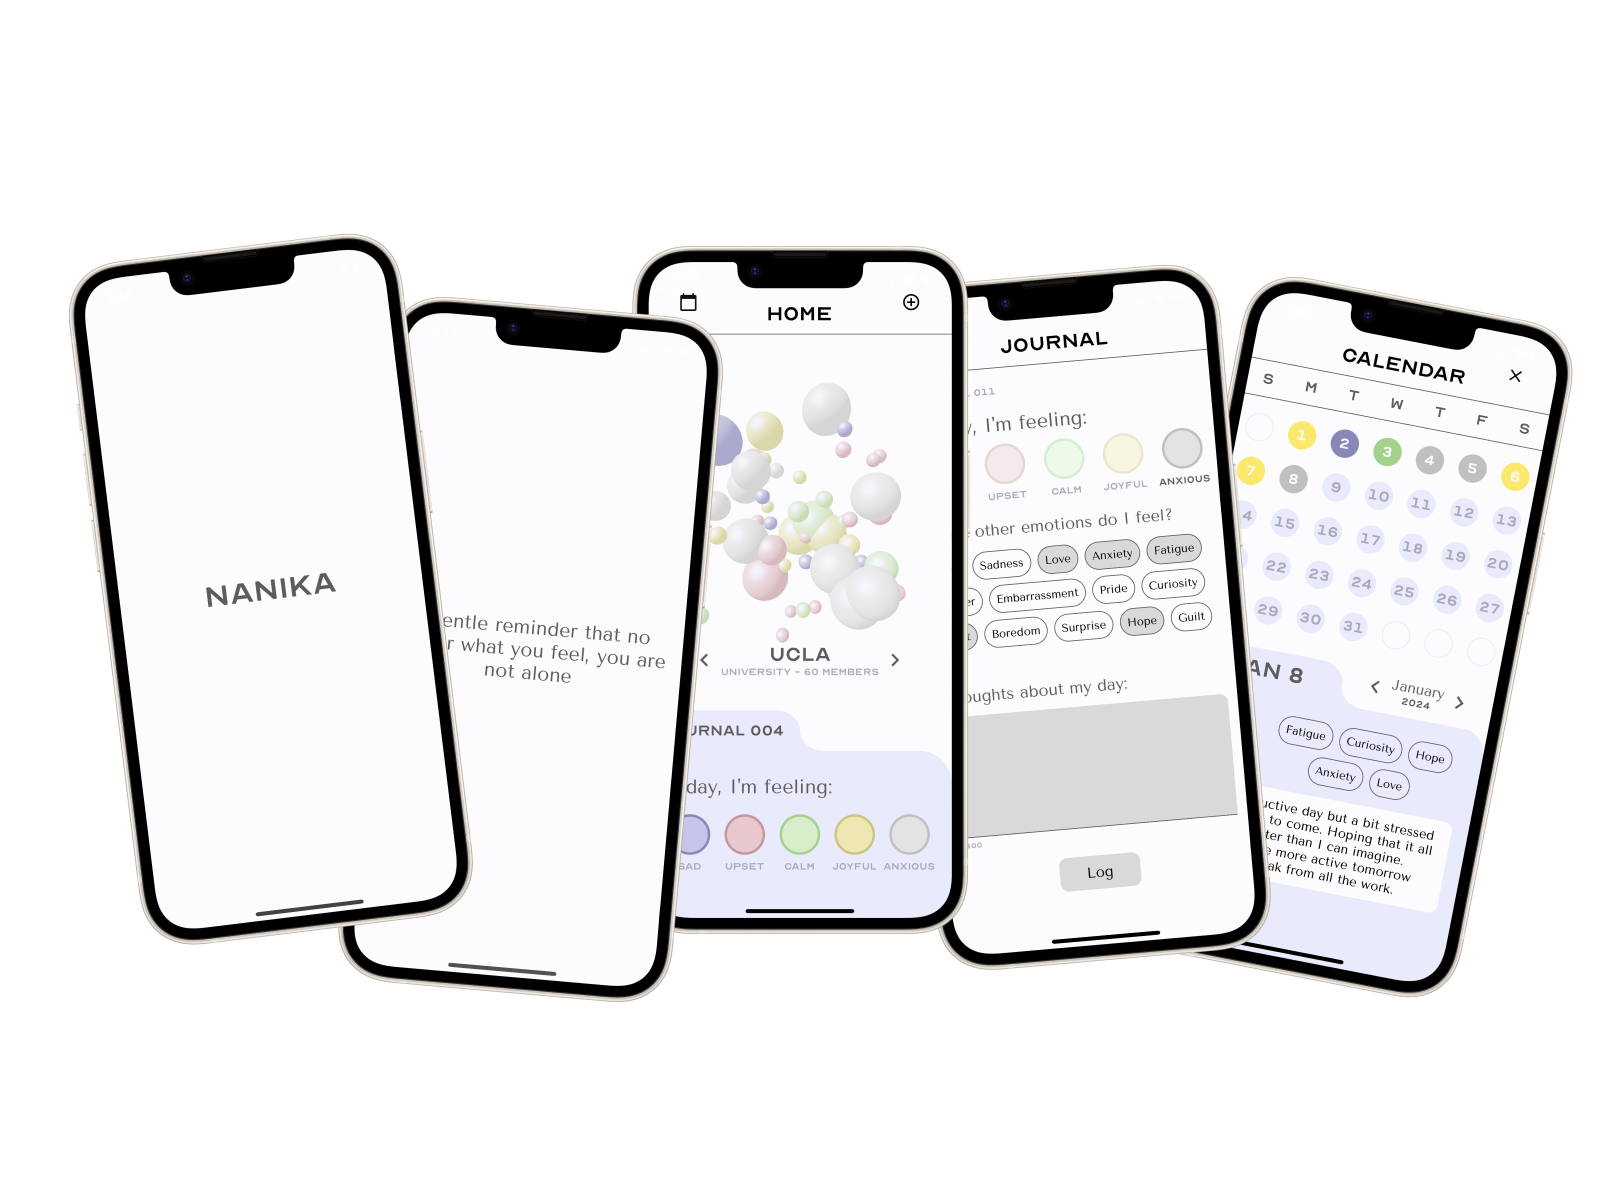 NANIKA
entle reminder that no
r what you feel, you are
not alone
HOME
UCLA
UNIVERSITY - 60 MEMBERS
URNAL 004
day, I'm feeling:
SAD UPSET CALM JOYFUL ANXIOUS
JOURNAL
011
, I'm feeling:
UPSET CALM JOYFUL ANXIOUS
other emotions do I feel?
Sadness Love Anxiety Fatigue
er Embarrassment Pride Curiosity
t Boredom Surprise Hope Guilt
oughts about my day:
Log
CALENDAR
S M T W T F S
1 2 3 4 5 6
7 8 9 10 11 12 13
4 15 16 17 18 19 20
22 23 24 25 26 27
29 30 31
AN 8
January
2024
Fatigue Curiosity Hope
Anxiety Love
uctive day but a bit stressed
to come. Hoping that it all
ter than I can imagine.
e more active tomorrow
ak from all the work.